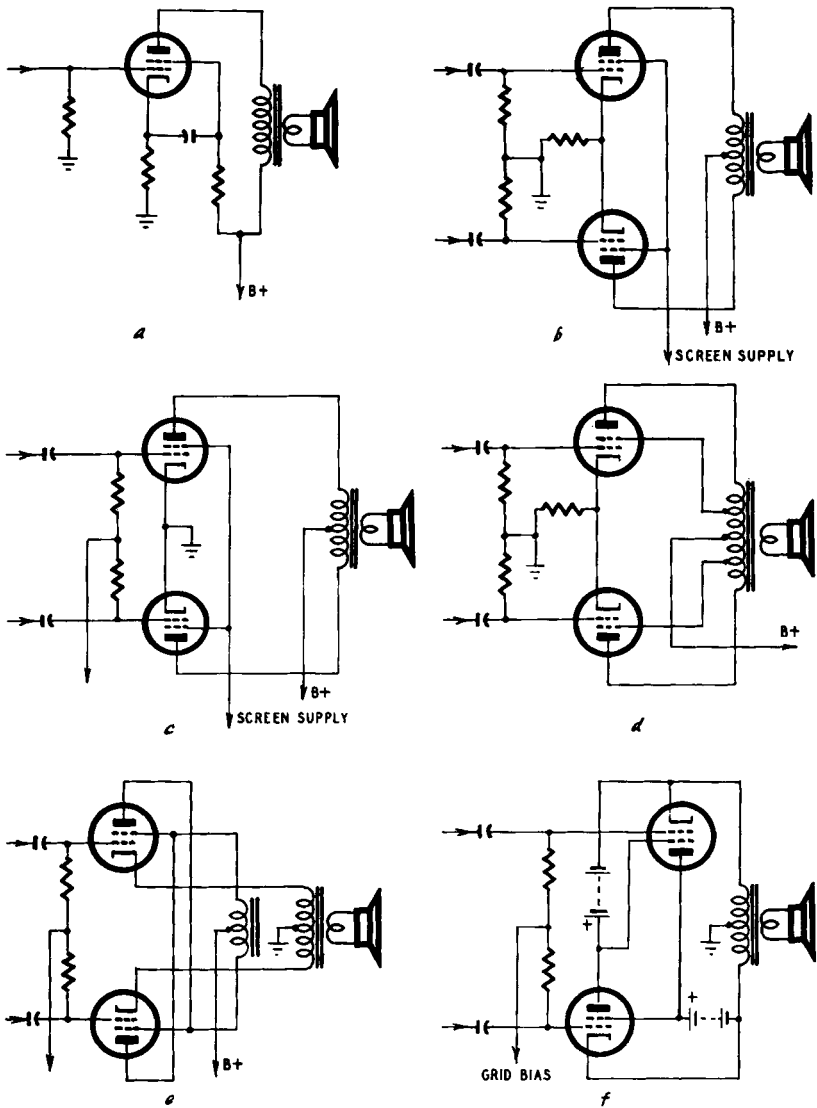 a
B+
b
B+
SCREEN SUPPLY
c
B+
SCREEN SUPPLY
d
B+
e
B+
f
+
+
GRID BIAS